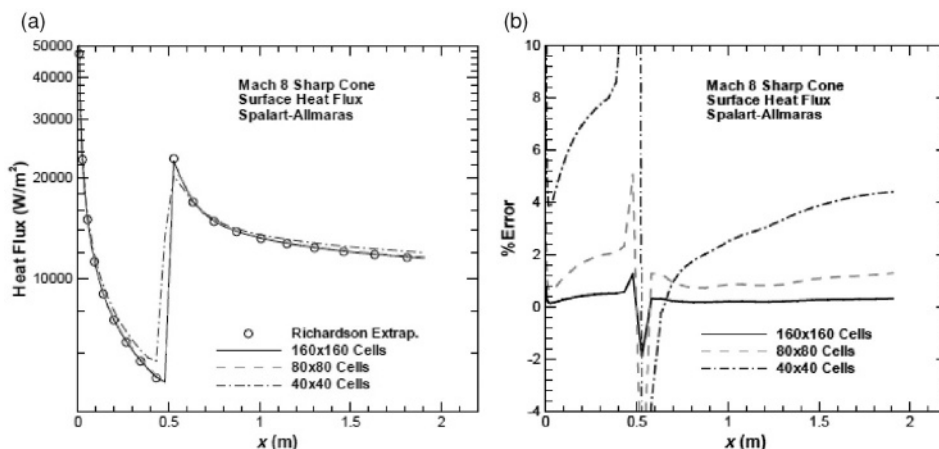 (a)
50000
40000
30000
20000
10000
Heat Flux (W/m²)
Mach 8 Sharp Cone
Surface Heat Flux
Spalart-Allmaras
Richardson Extrap.
160x160 Cells
80x80 Cells
40x40 Cells
0
0.5
1
1.5
2
x (m)
(b)
10
8
6
4
2
0
-2
-4
%Error
Mach 8 Sharp Cone
Surface Heat Flux
Spalart-Allmaras
160x160 Cells
80x80 Cells
40x40 Cells
0
0.5
1
1.5
2
x (m)